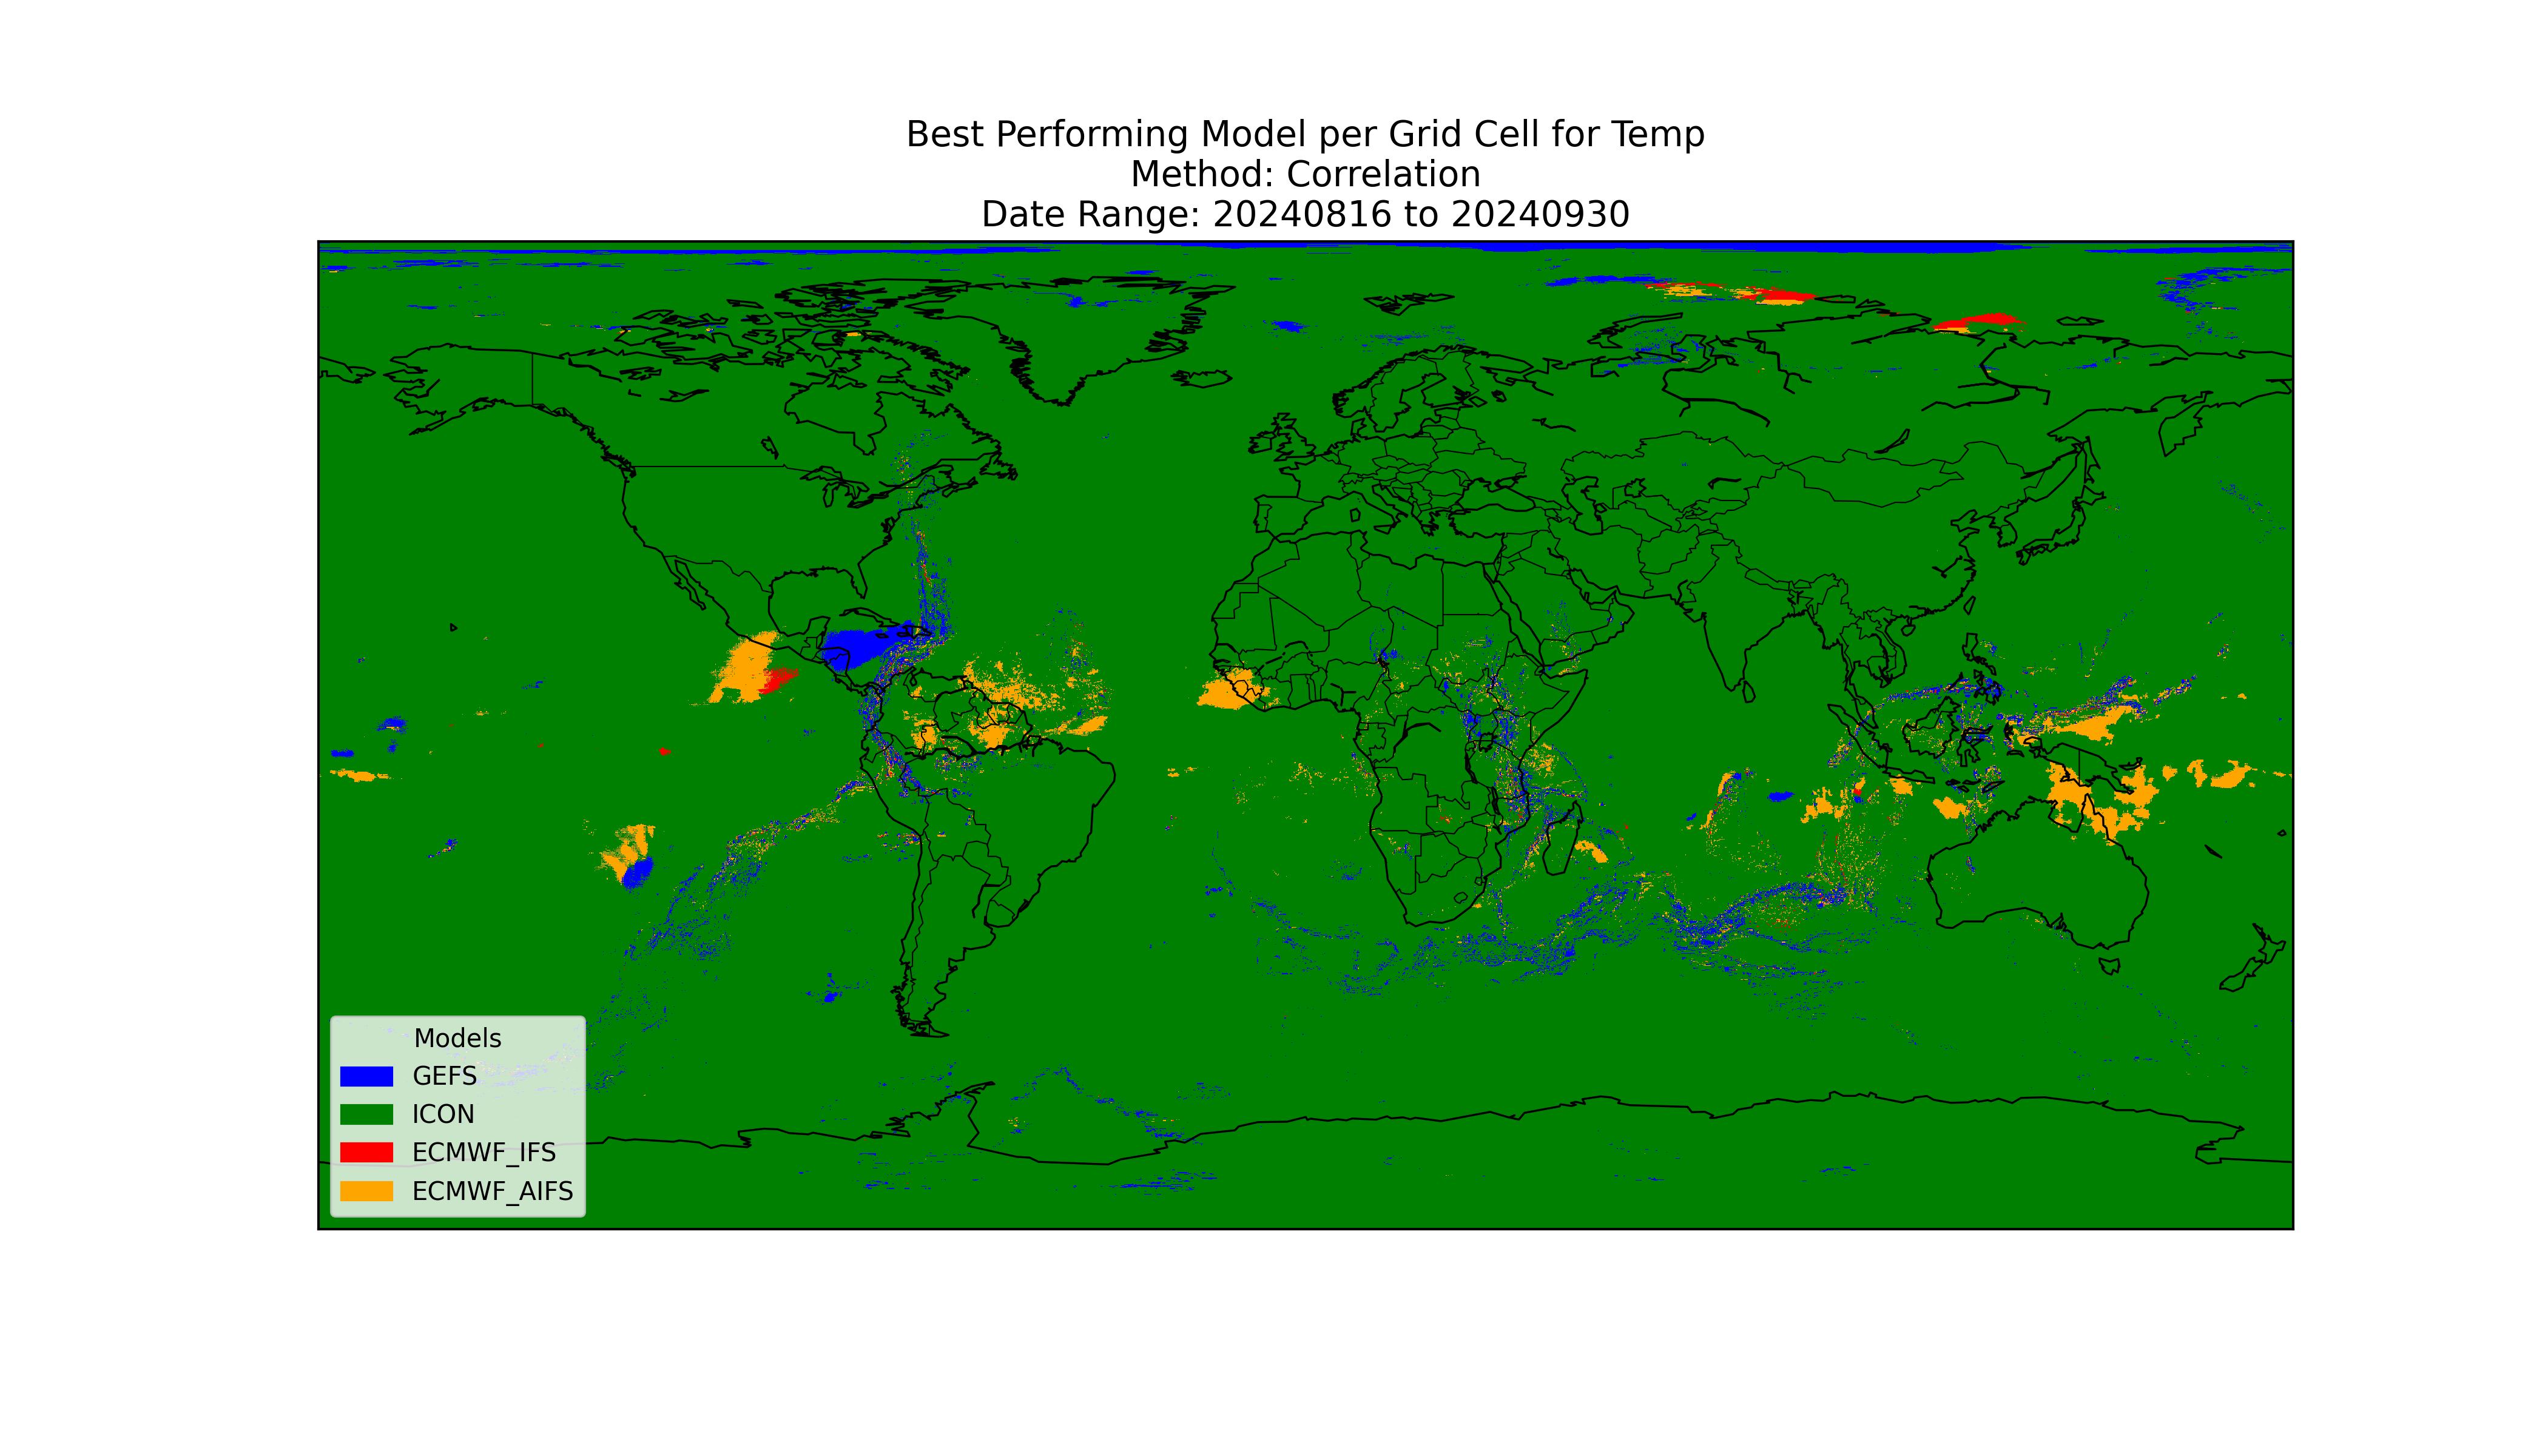 Best Performing Model per Grid Cell for Temp
Method: Correlation
Date Range: 20240816 to 20240930
Models
GEFS
ICON
ECMWF_IFS
ECMWF_AIFS